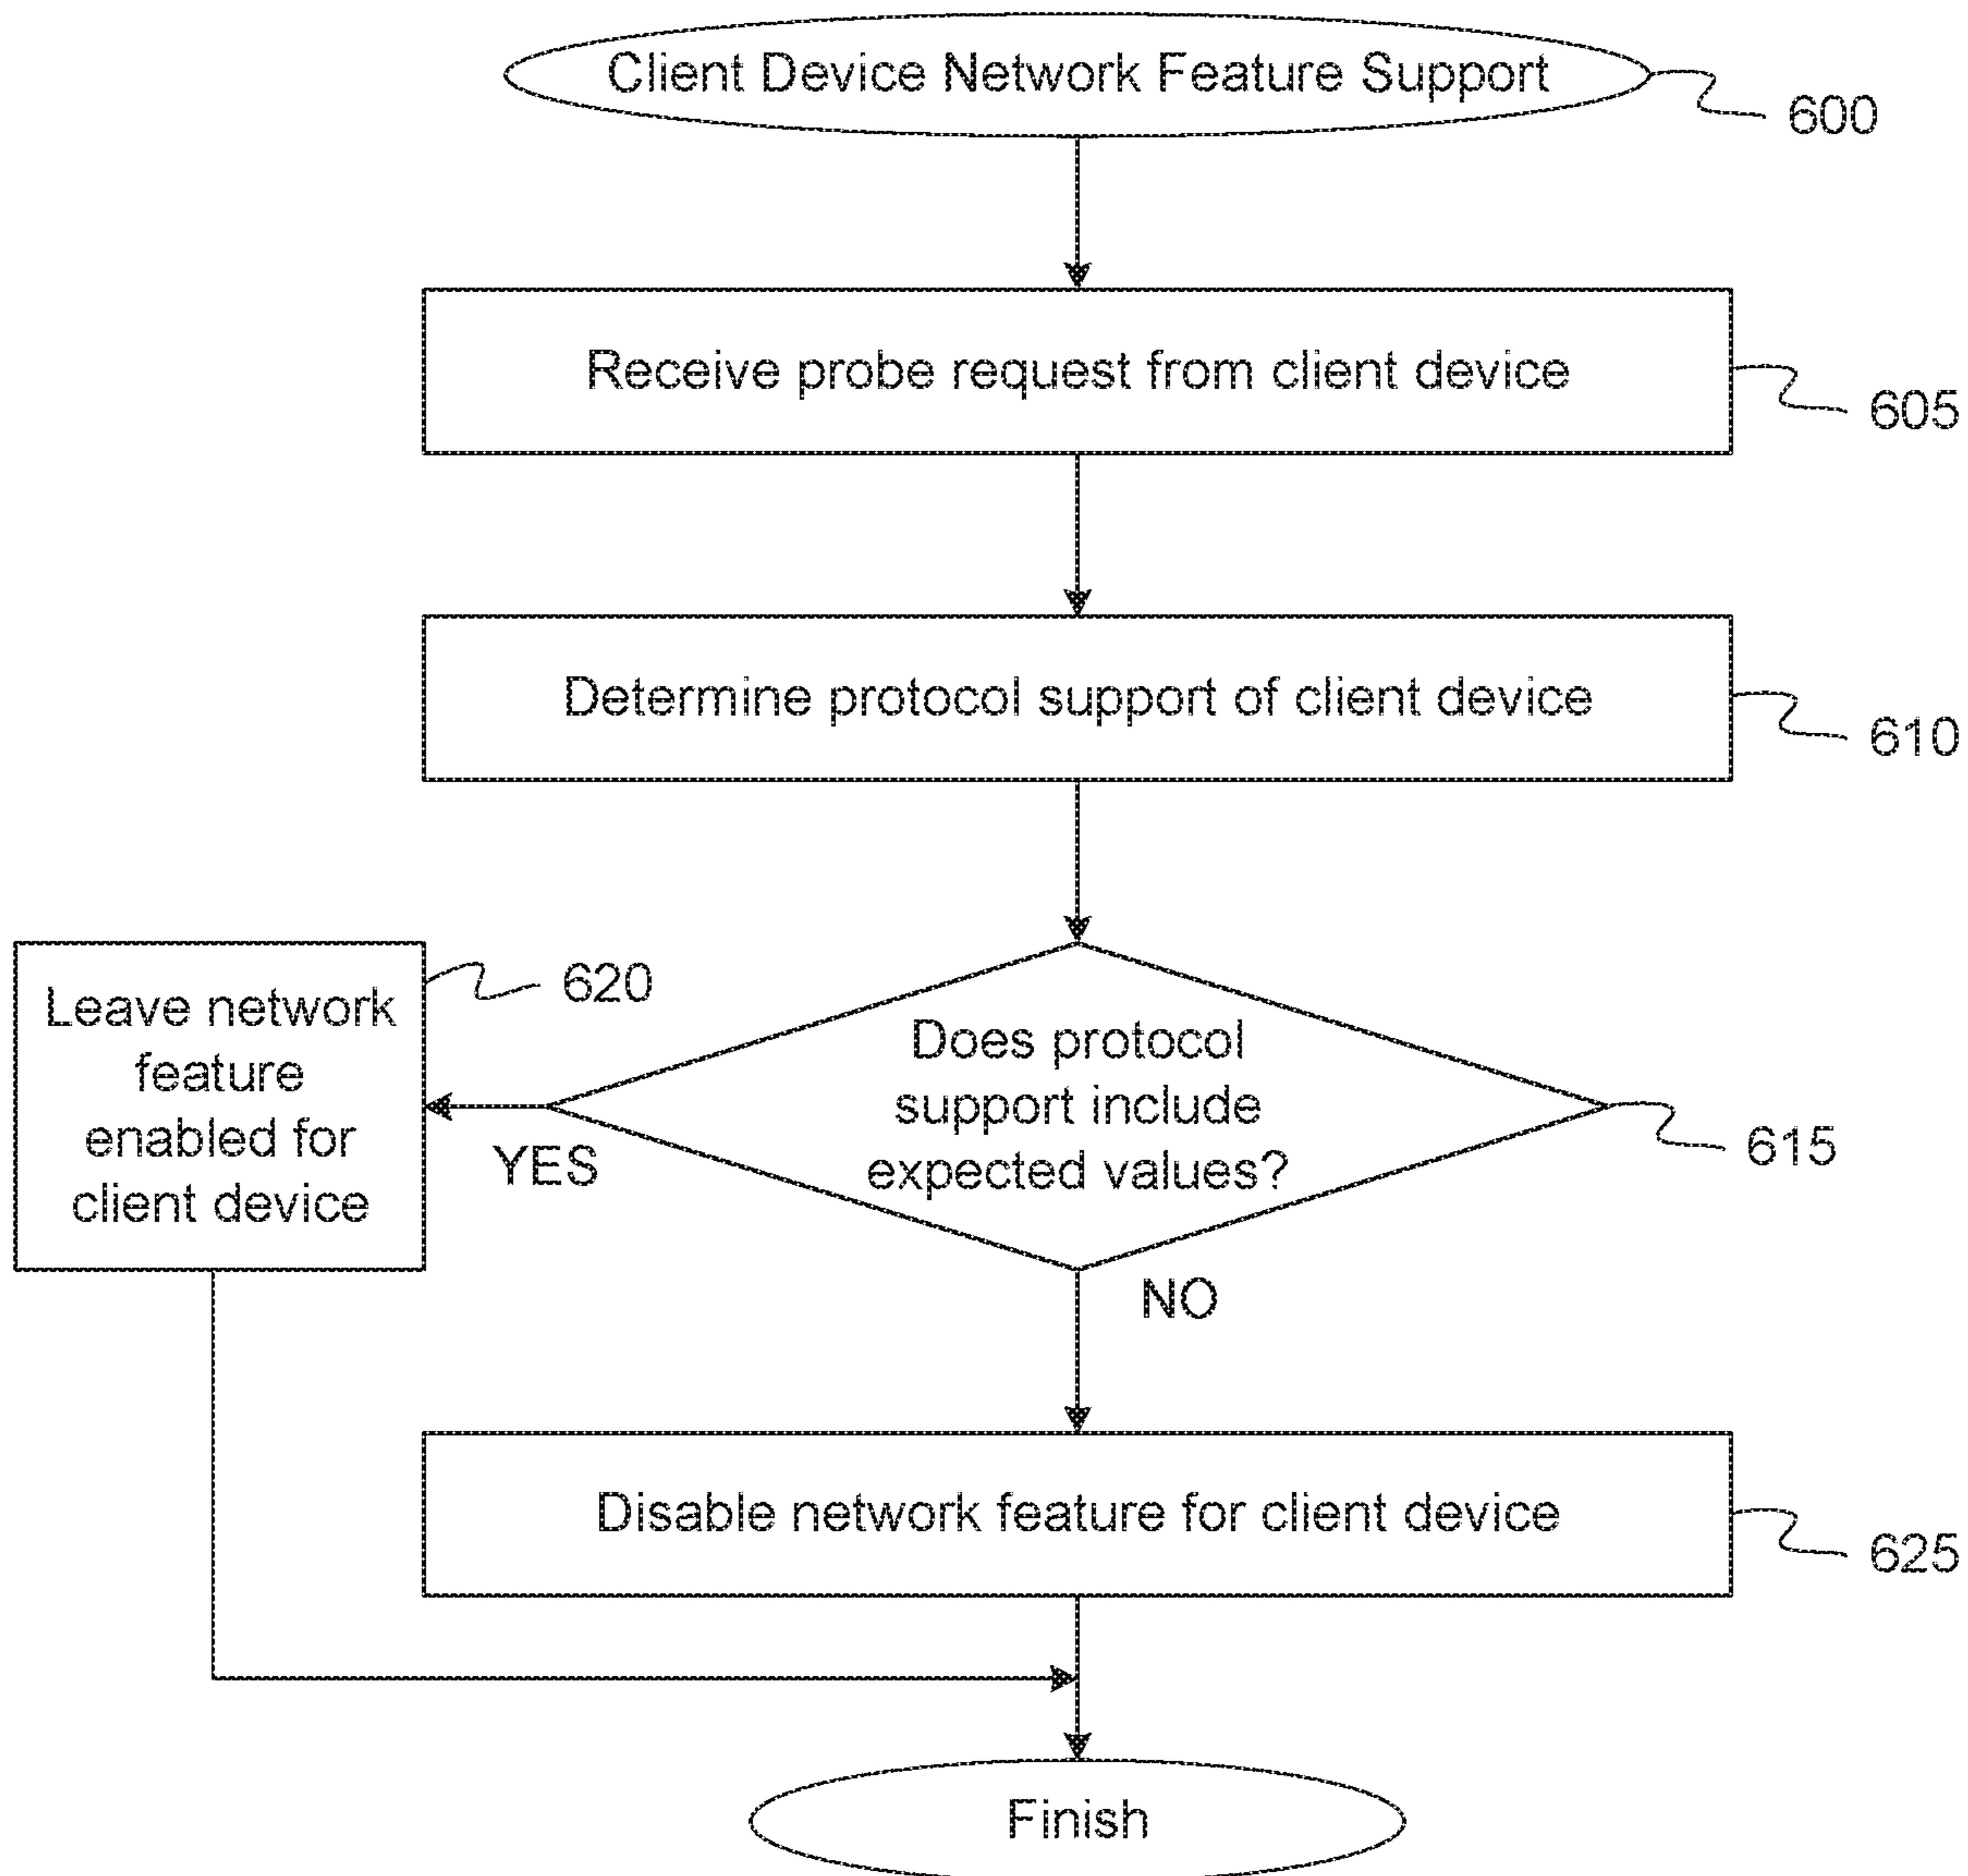 Client Device Network Feature Support
600
Receive probe request from client device
605
Determine protocol support of client device
610
Leave network
feature
enabled for
client device
620
Does protocol
support include
expected values?
615
YES
NO
Disable network feature for client device
625
Finish